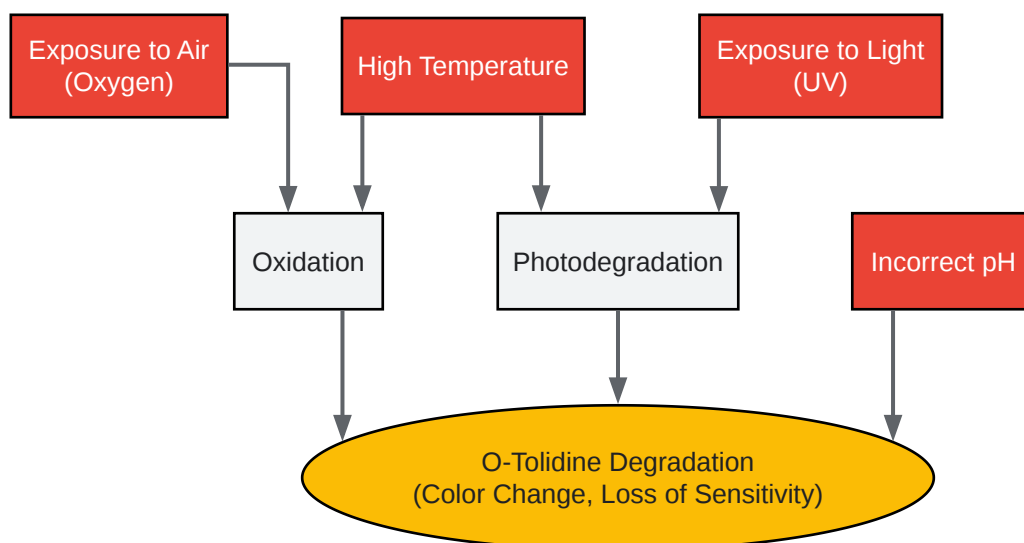 Exposure to Air
(Oxygen)
High Temperature
Exposure to Light
(UV)
Oxidation
Photodegradation
Incorrect pH
O-Tolidine Degradation
(Color Change, Loss of Sensitivity)